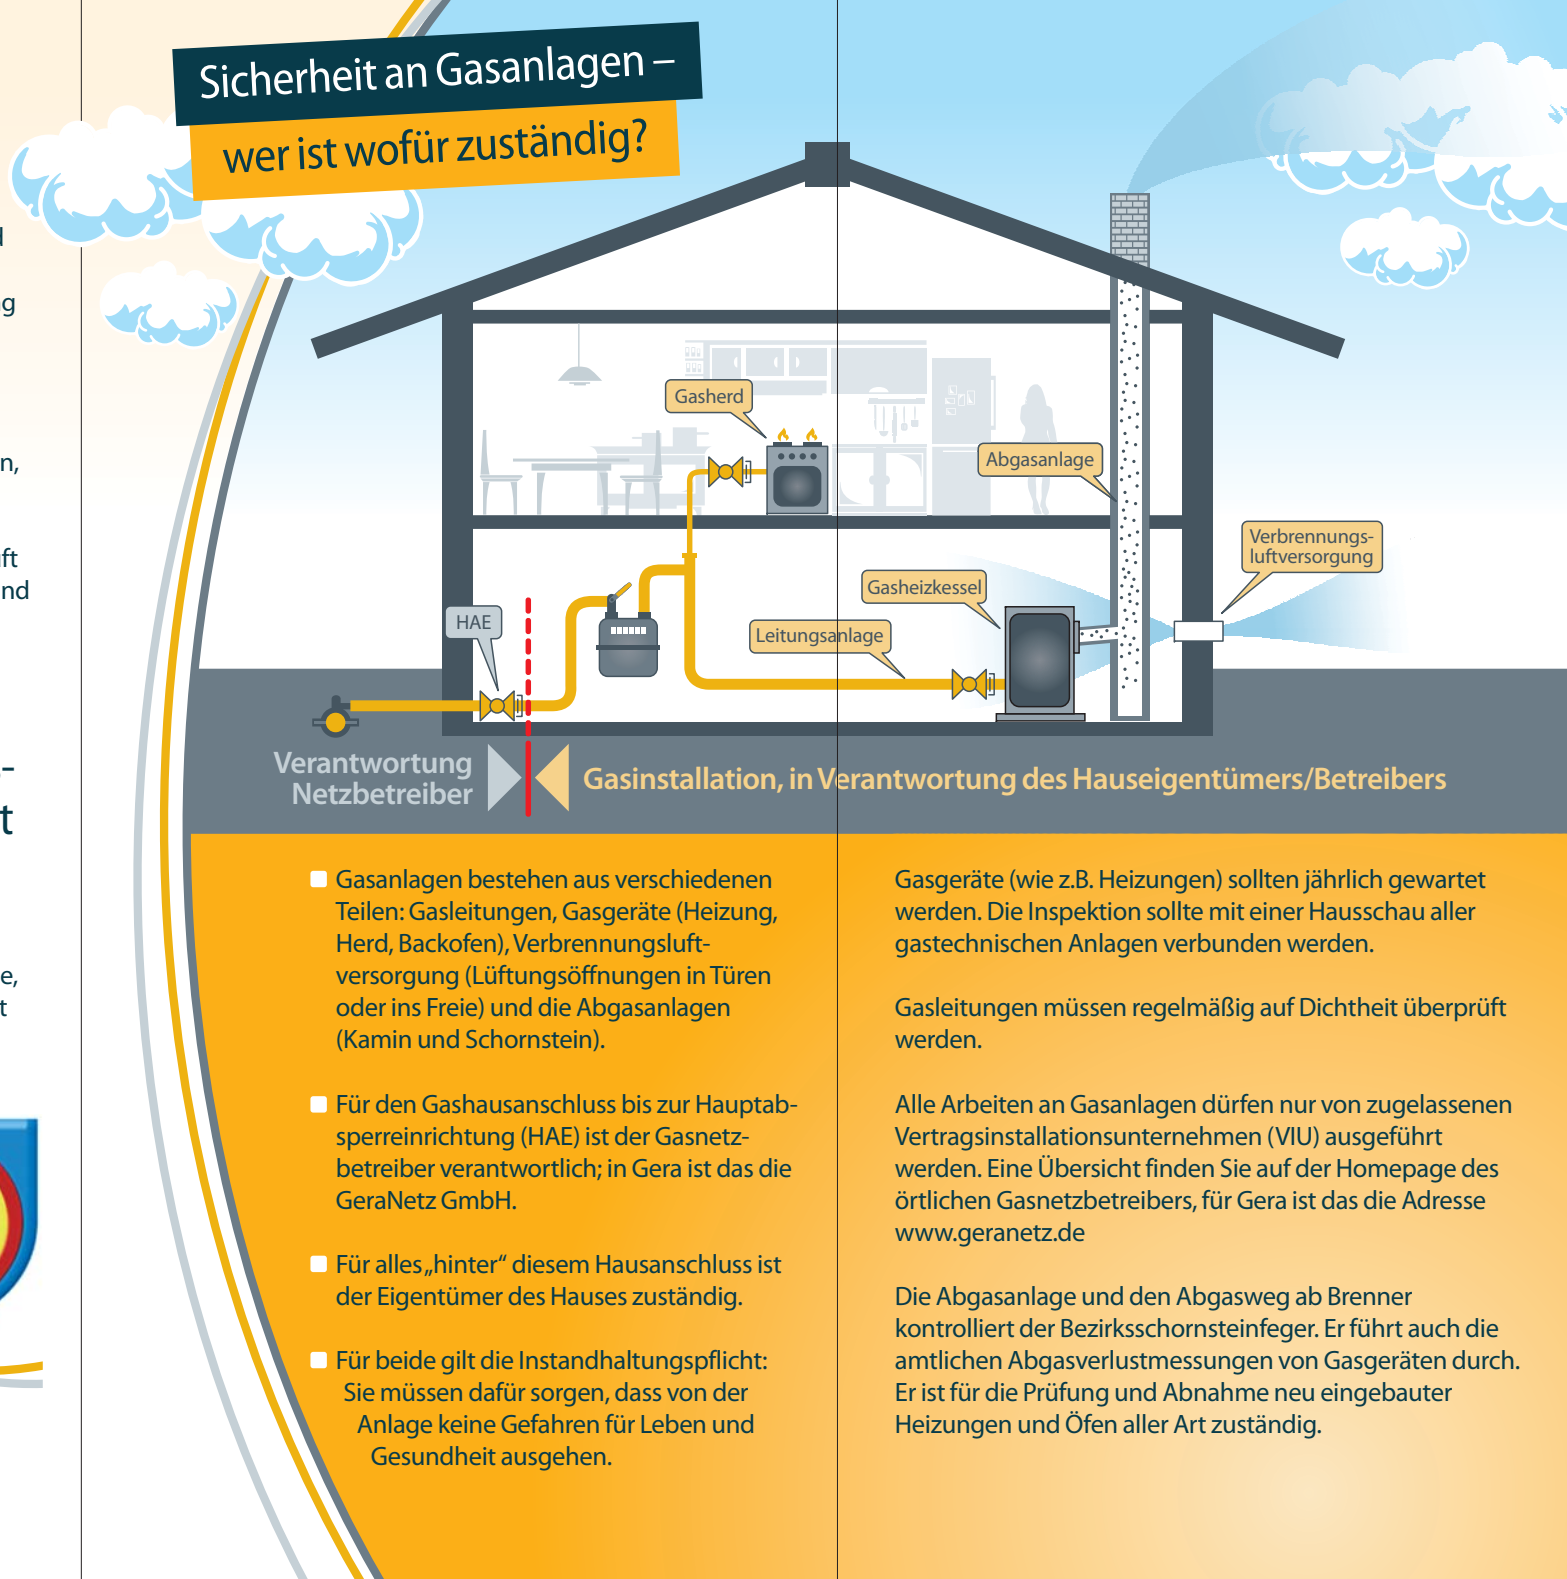 Sicherheit an Gasanlagen –
wer ist wofür zuständig?
d
g
n,
ft
nd
-
t
e,
t
Gasherd
Abgasanlage
Verbrennungs-
luftversorgung
Gasheizkessel
HAE
Leitungsanlage
Verantwortung
Netzbetreiber
Gasinstallation, in Verantwortung des Hauseigentümers/Betreibers
Gasanlagen bestehen aus verschiedenen
Teilen: Gasleitungen, Gasgeräte (Heizung,
Herd, Backofen), Verbrennungsluft-
versorgung (Lüftungsöffnungen in Türen
oder ins Freie) und die Abgasanlagen
(Kamin und Schornstein).
Für den Gashausanschluss bis zur Hauptab-
sperreinrichtung (HAE) ist der Gasnetz-
betreiber verantwortlich; in Gera ist das die
GeraNetz GmbH.
Für alles „hinter“ diesem Hausanschluss ist
der Eigentümer des Hauses zuständig.
Für beide gilt die Instandhaltungspflicht:
Sie müssen dafür sorgen, dass von der
Anlage keine Gefahren für Leben und
Gesundheit ausgehen.
Gasgeräte (wie z.B. Heizungen) sollten jährlich gewartet
werden. Die Inspektion sollte mit einer Hausschau aller
gastechnischen Anlagen verbunden werden.
Gasleitungen müssen regelmäßig auf Dichtheit überprüft
werden.
Alle Arbeiten an Gasanlagen dürfen nur von zugelassenen
Vertragsinstallationsunternehmen (VIU) ausgeführt
werden. Eine Übersicht finden Sie auf der Homepage des
örtlichen Gasnetzbetreibers, für Gera ist das die Adresse
www.geranetz.de
Die Abgasanlage und den Abgasweg ab Brenner
kontrolliert der Bezirksschornsteinfeger. Er führt auch die
amtlichen Abgasverlustmessungen von Gasgeräten durch.
Er ist für die Prüfung und Abnahme neu eingebauter
Heizungen und Öfen aller Art zuständig.